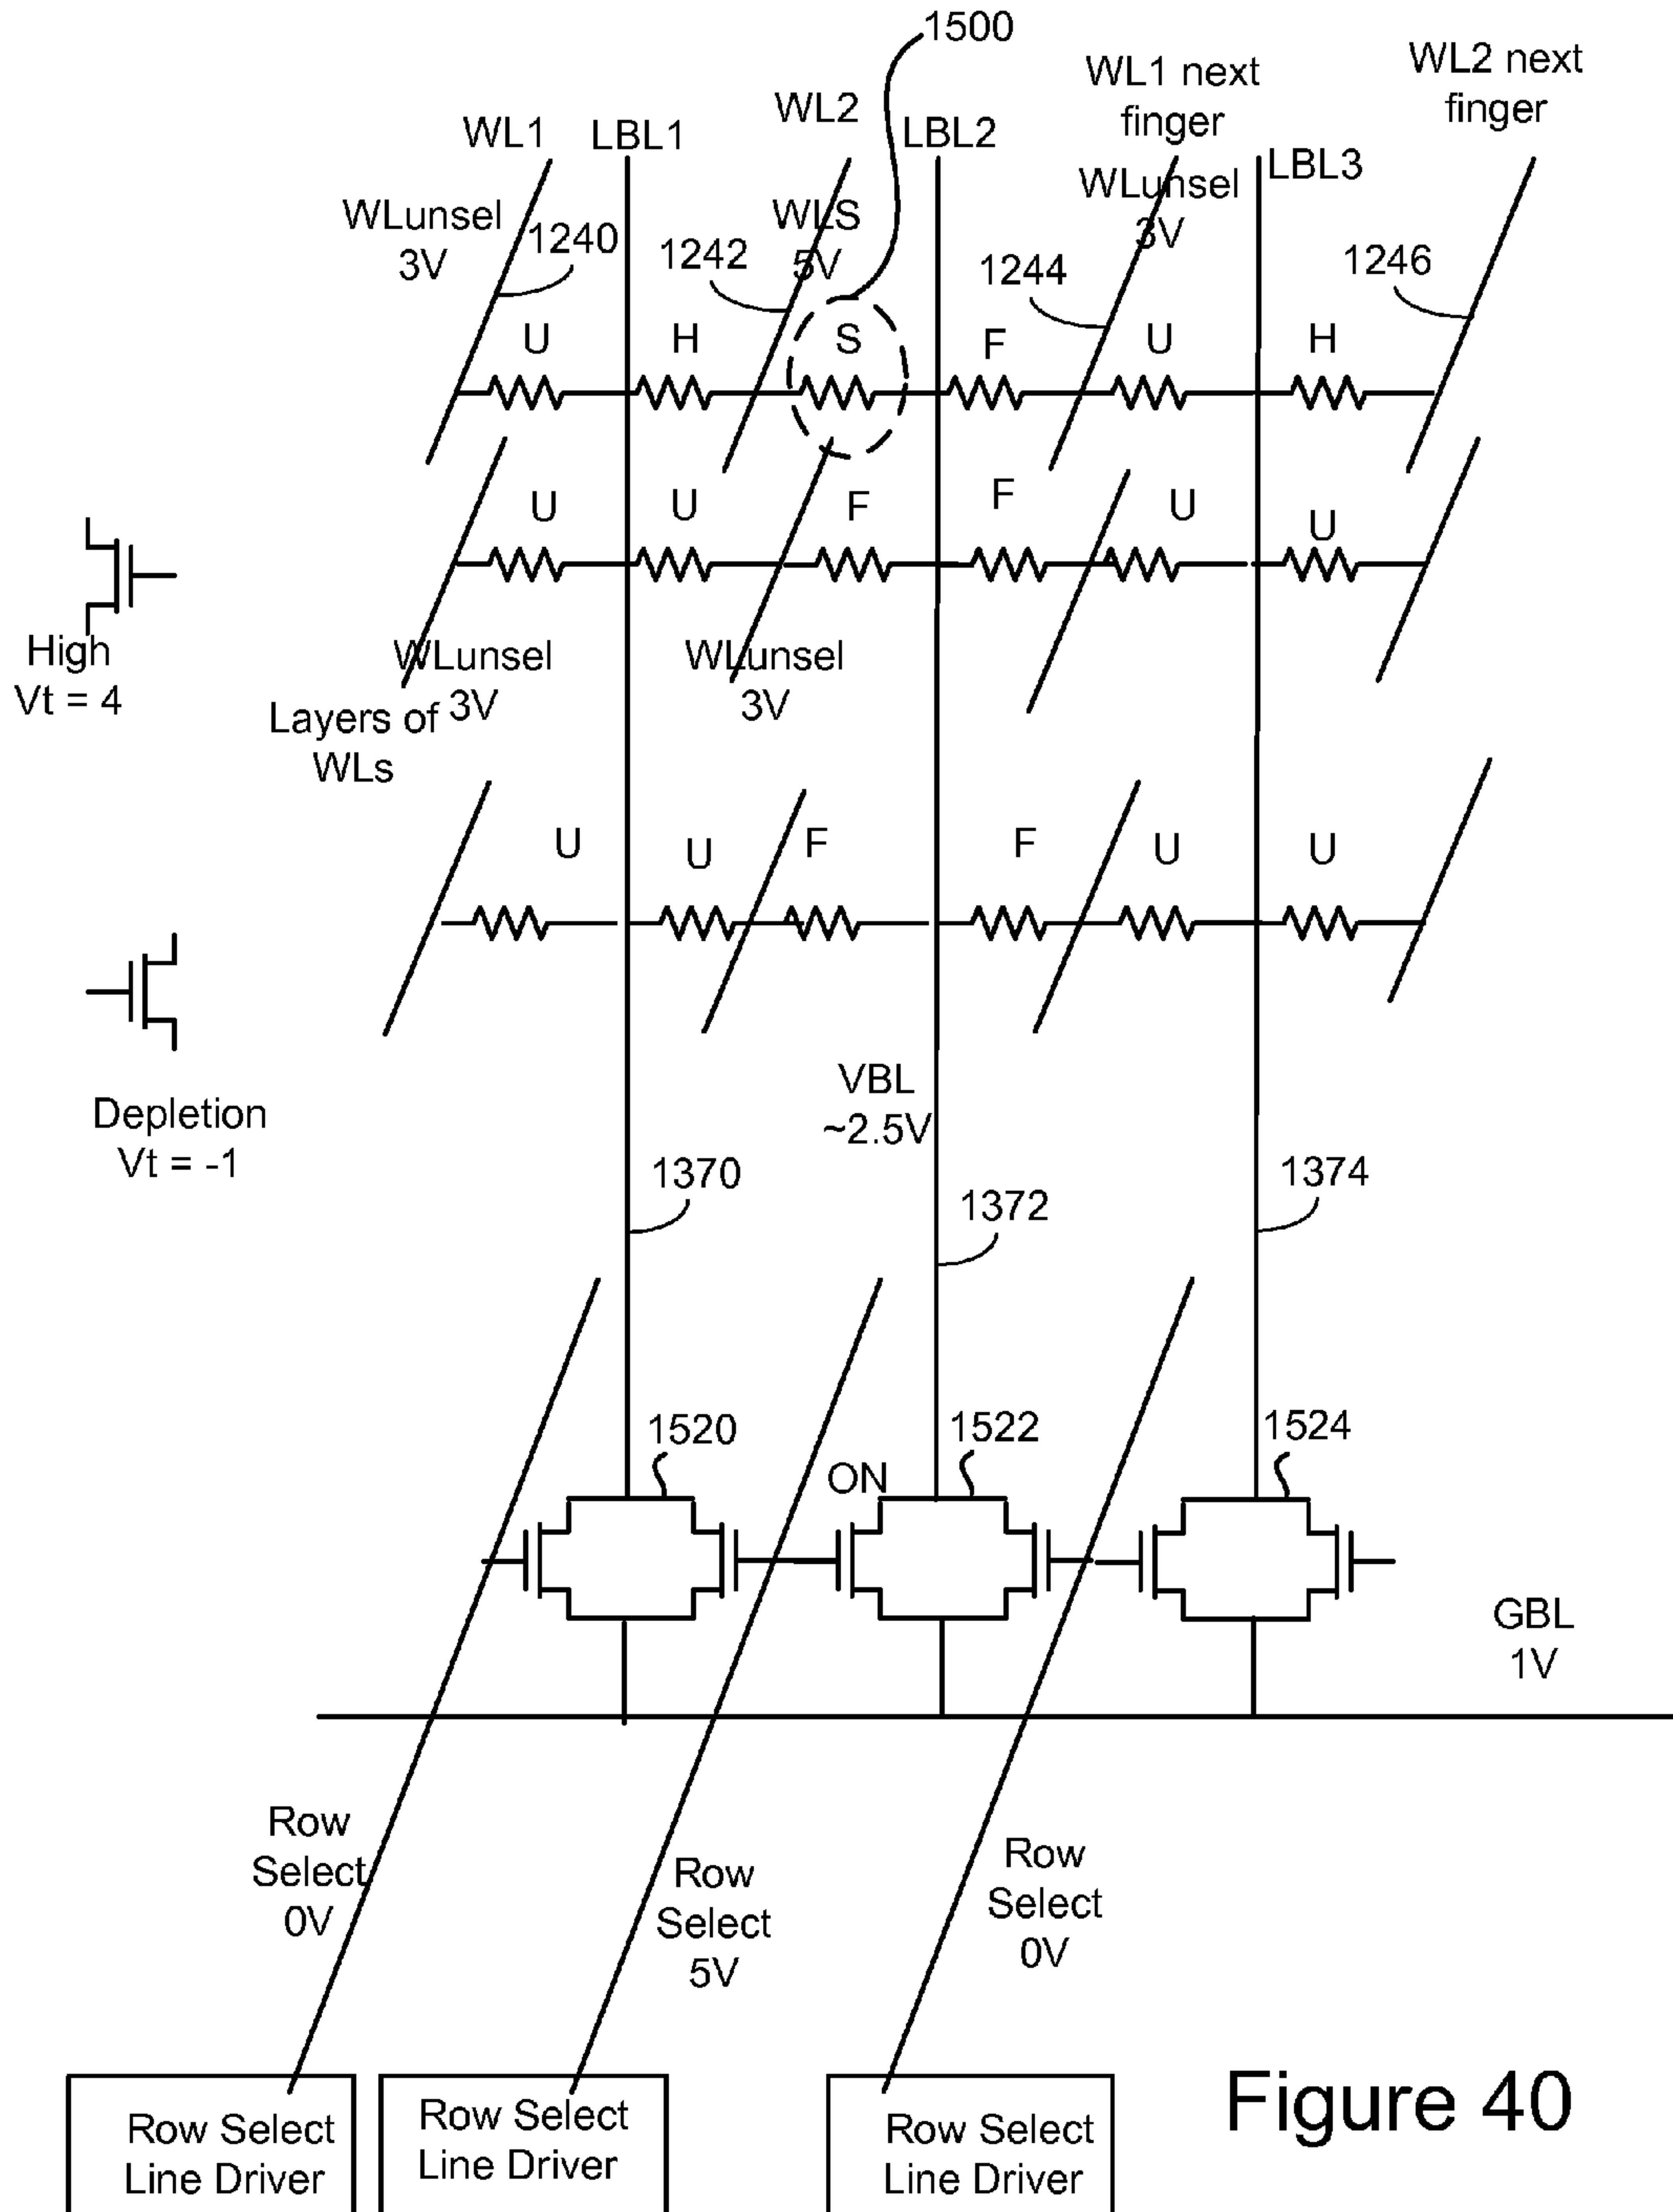 1500
WL1 next
finger
WL2 next
finger
WL1
LBL1
WL2
LBL2
LBL3
WLunsel
3V
1240
1242
WLS
5V
WLunsel
3V
1244
1246
U
H
S
F
U
H
U
U
F
F
U
U
High
Vt = 4
WLunsel
3V
WLunsel
3V
Layers of
WLs
U
U
F
F
U
U
Depletion
Vt = -1
VBL
~2.5V
1370
1372
1374
1520
1522
1524
ON
GBL
1V
Row
Select
0V
Row
Select
5V
Row
Select
0V
Row Select
Line Driver
Row Select
Line Driver
Row Select
Line Driver
Figure 40